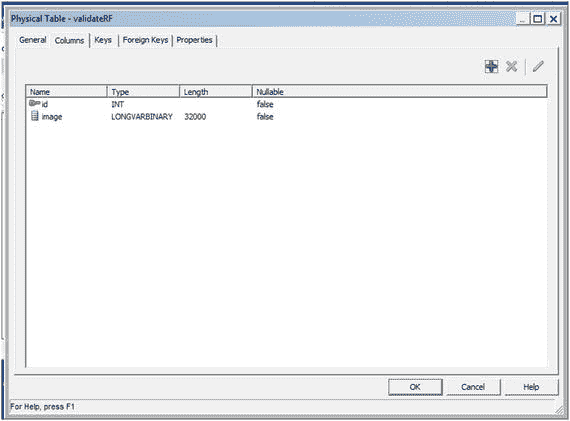 Physical Table - validateRF
General Columns Keys Foreign Keys Properties
Name Type Length Nullable
id INT false
image LONGVARBINARY 32000 false
OK Cancel Help
For Help, press F1